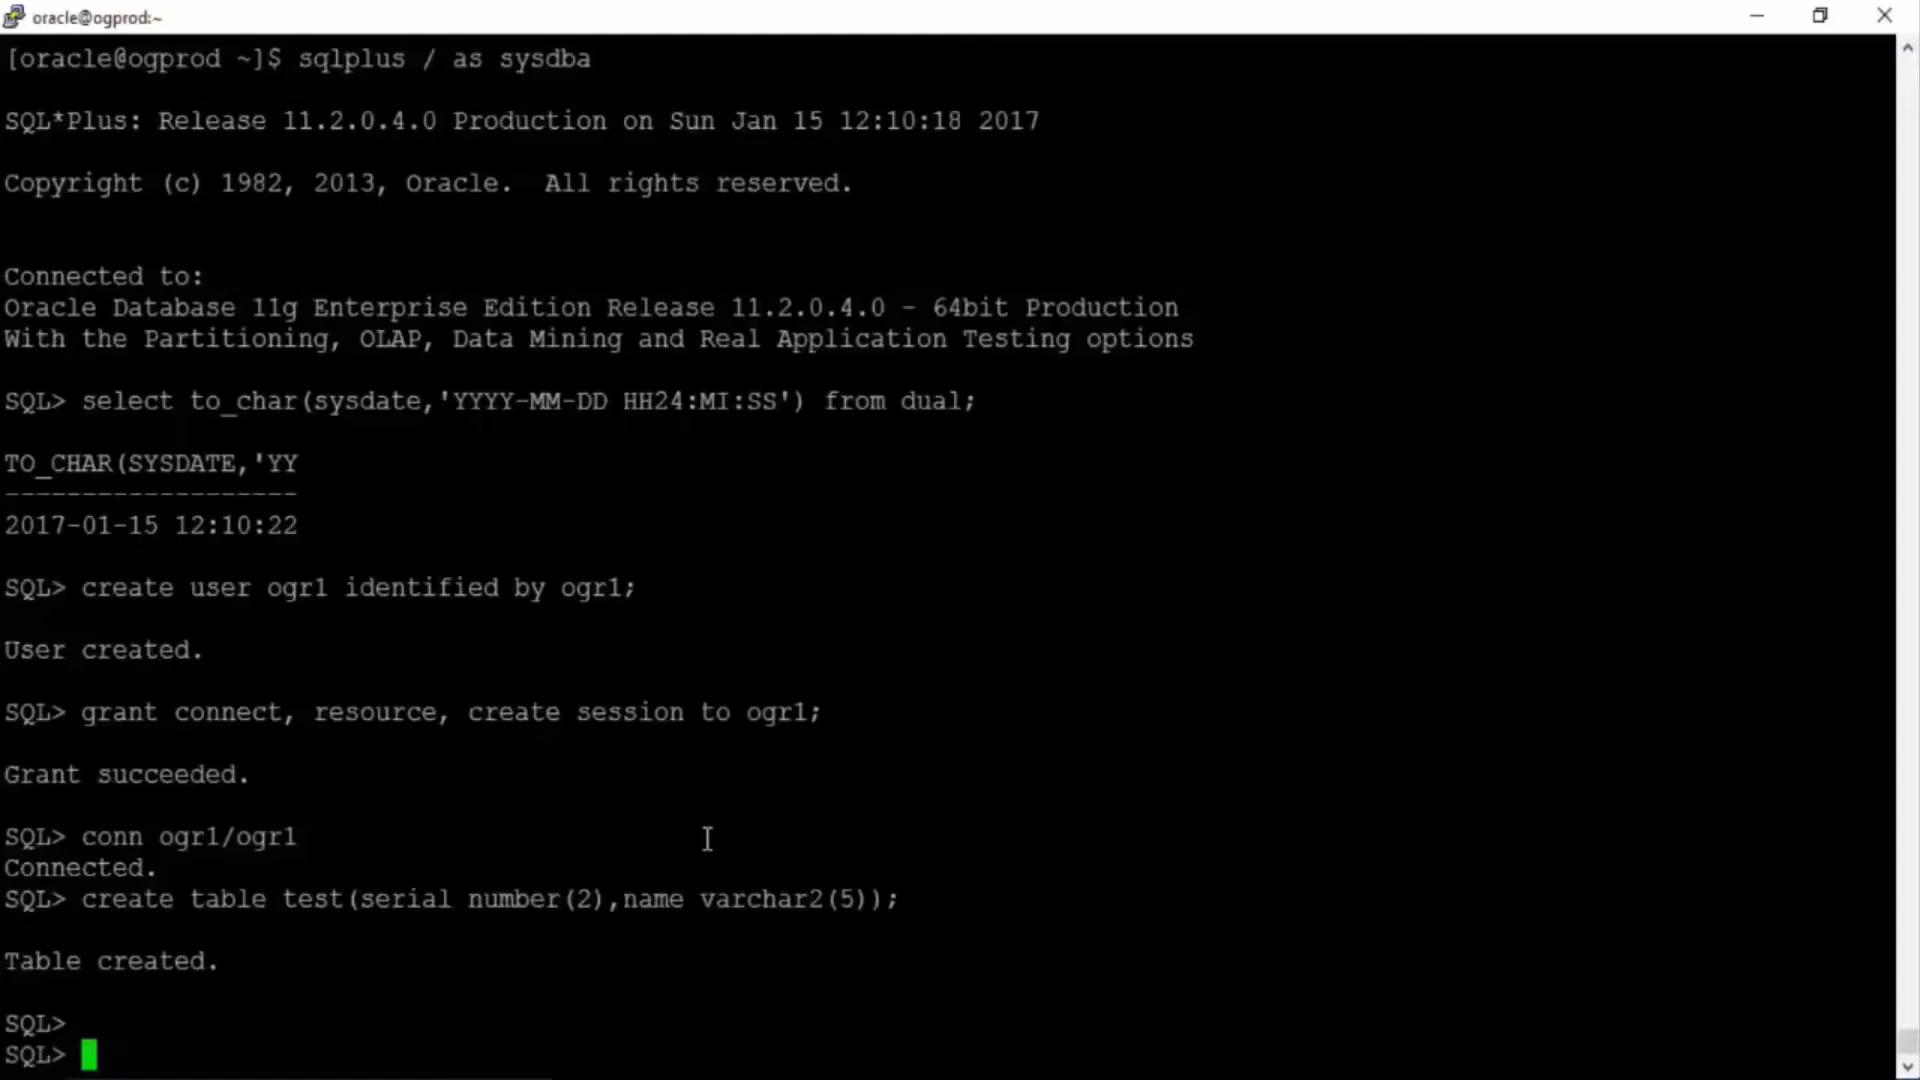 oracle@ogprod:~
[oracle@ogprod ~]$ sqlplus / as sysdba
SQL*Plus: Release 11.2.0.4.0 Production on Sun Jan 15 12:10:18 2017
Copyright (c) 1982, 2013, Oracle.  All rights reserved.
Connected to:
Oracle Database 11g Enterprise Edition Release 11.2.0.4.0 - 64bit Production
With the Partitioning, OLAP, Data Mining and Real Application Testing options
SQL> select to_char(sysdate,'YYYY-MM-DD HH24:MI:SS') from dual;
TO_CHAR(SYSDATE,'YY
-------------------
2017-01-15 12:10:22
SQL> create user ogr1 identified by ogr1;
User created.
SQL> grant connect, resource, create session to ogr1;
Grant succeeded.
SQL> conn ogr1/ogr1
Connected.
SQL> create table test(serial number(2),name varchar2(5));
Table created.
SQL>
SQL>